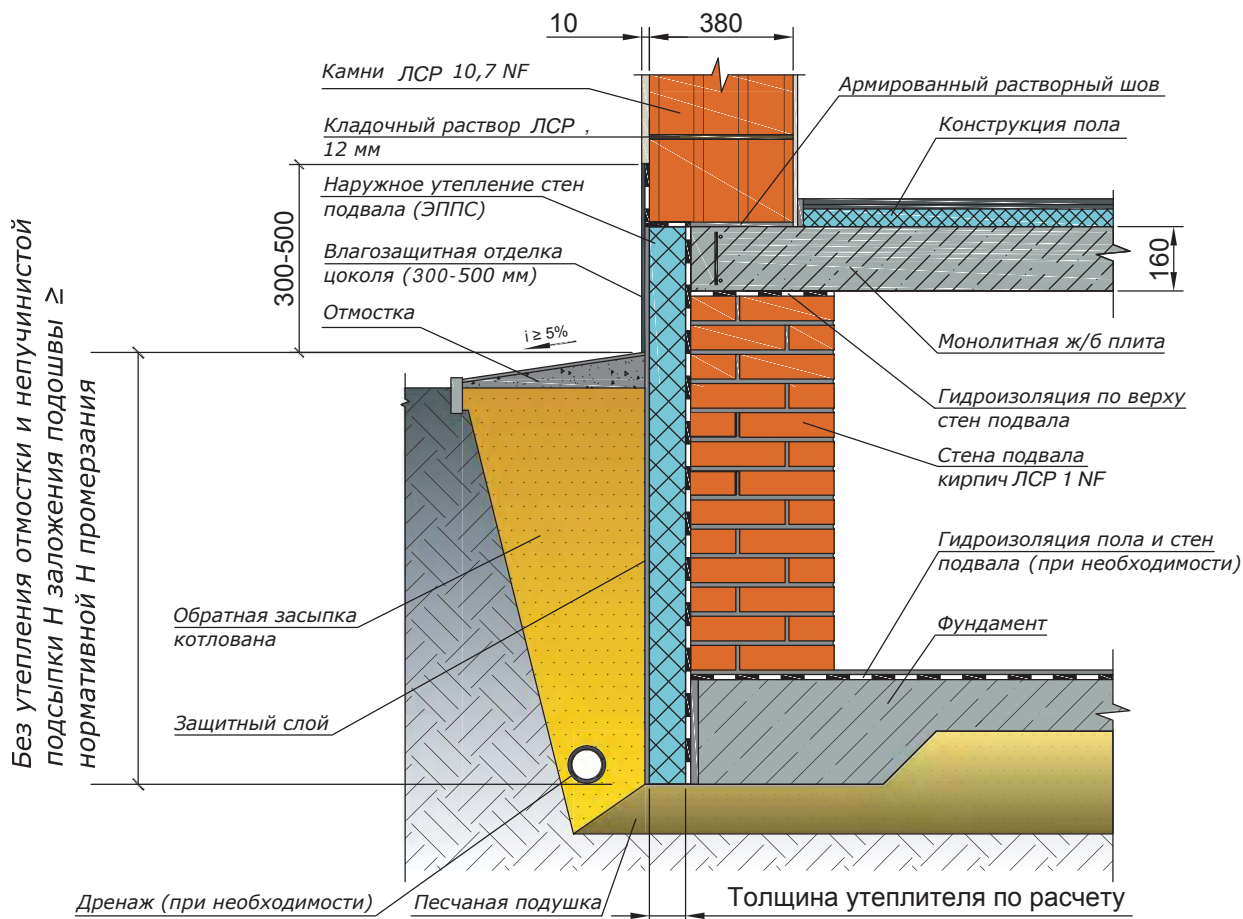 10
380
Камни ЛСР 10,7 NF
Кладочный раствор ЛСР ,
12 мм
Наружное утепление стен
подвала (ЭППС)
Влагозащитная отделка
цоколя (300-500 мм)
Отмостка
i ≥ 5%
300-500
Без утепления отмостки и непучинистой
подсыпки Н заложения подошвы ≥
нормативной Н промерзания
Обратная засыпка
котлована
Защитный слой
Дренаж (при необходимости)
Песчаная подушка
Толщина утеплителя по расчету
Армированный растворный шов
Конструкция пола
160
Монолитная ж/б плита
Гидроизоляция по верху
стен подвала
Стена подвала
кирпич ЛСР 1 NF
Гидроизоляция пола и стен
подвала (при необходимости)
Фундамент